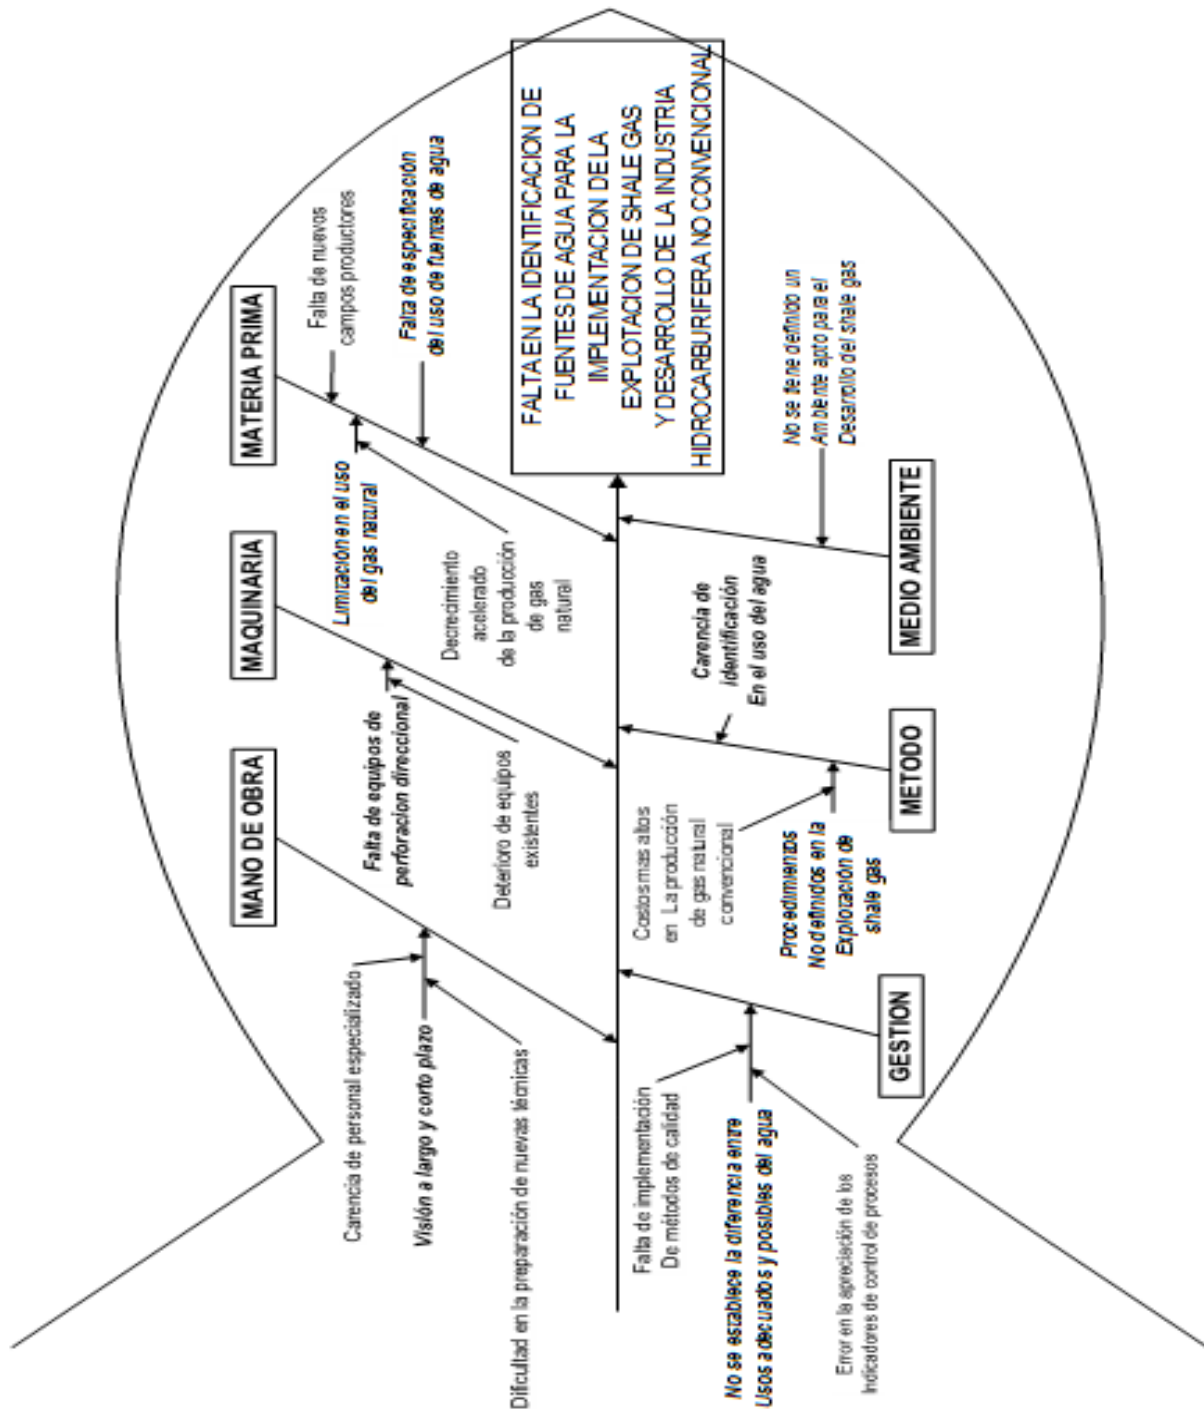 MANO DE OBRA
MAQUINARIA
MATERIA PRIMA
Carencia de personal especializado
Visión a largo y corto plazo
Dificultad en la preparación de nuevas técnicas
Falta de equipos de
perforacion direccional
Deterioro de equipos
existentes
Limitación en el uso
del gas natural
Decrecimiento
acelerado
de la producción
de gas
natural
Falta de nuevos
campos productores
Falta de especificación
del uso de fuentes de agua
FALTA EN LA IDENTIFICACION DE
FUENTES DE AGUA PARA LA
IMPLEMENTACION DE LA
EXPLOTACION DE SHALE GAS
Y DESARROLLO DE LA INDUSTRIA
HIDROCARBURIFERA NO CONVENCIONAL
Falta de implementación
De métodos de calidad
No se establece la diferencia entre
Usos adecuados y posibles del agua
Error en la apreciación de los
Indicadores de control de procesos
Costos mas altos
en La producción
de gas natural
convencional
Procedimientos
No definidos en la
Explotación de
shale gas
Carencia de
identificación
En el uso del agua
No se tiene definido un
Ambiente apto para el
Desarrollo del shale gas
GESTION
METODO
MEDIO AMBIENTE